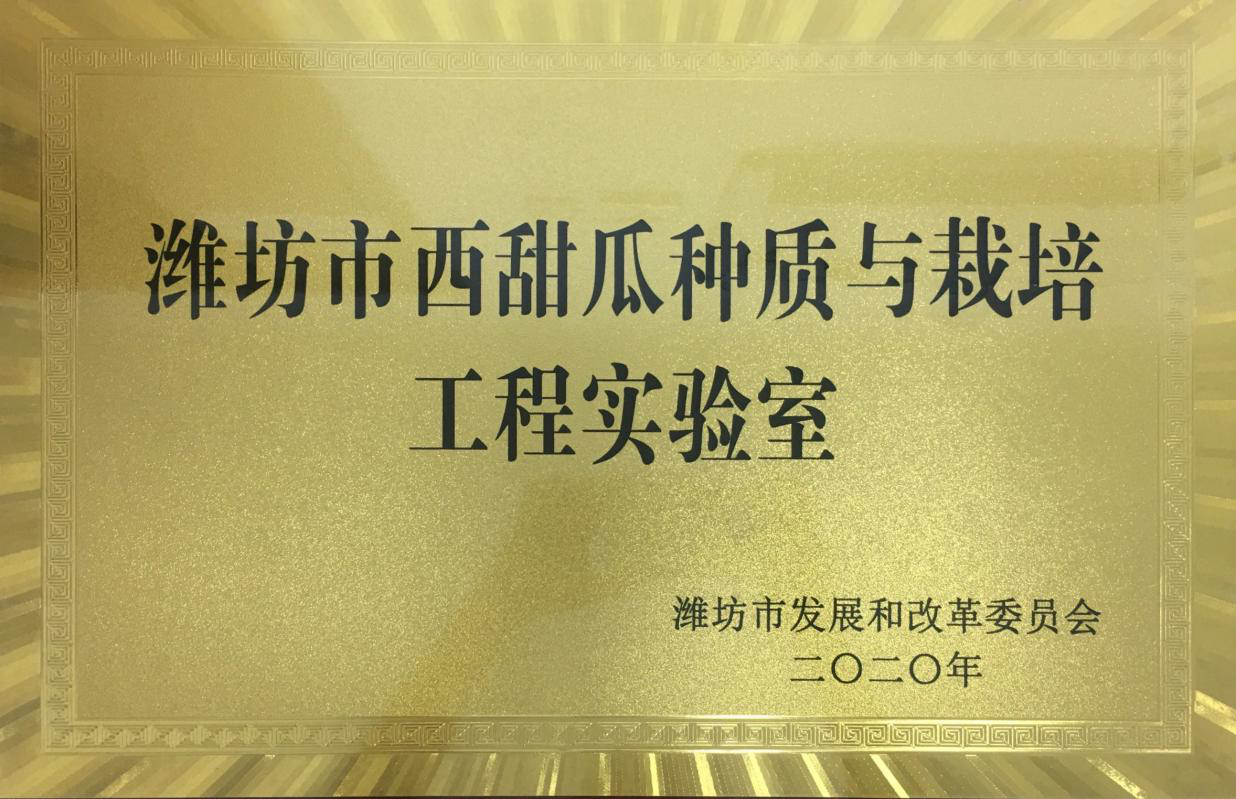 潍坊市西甜瓜种质与栽培
工程实验室
潍坊市发展和改革委员会
二〇二〇年